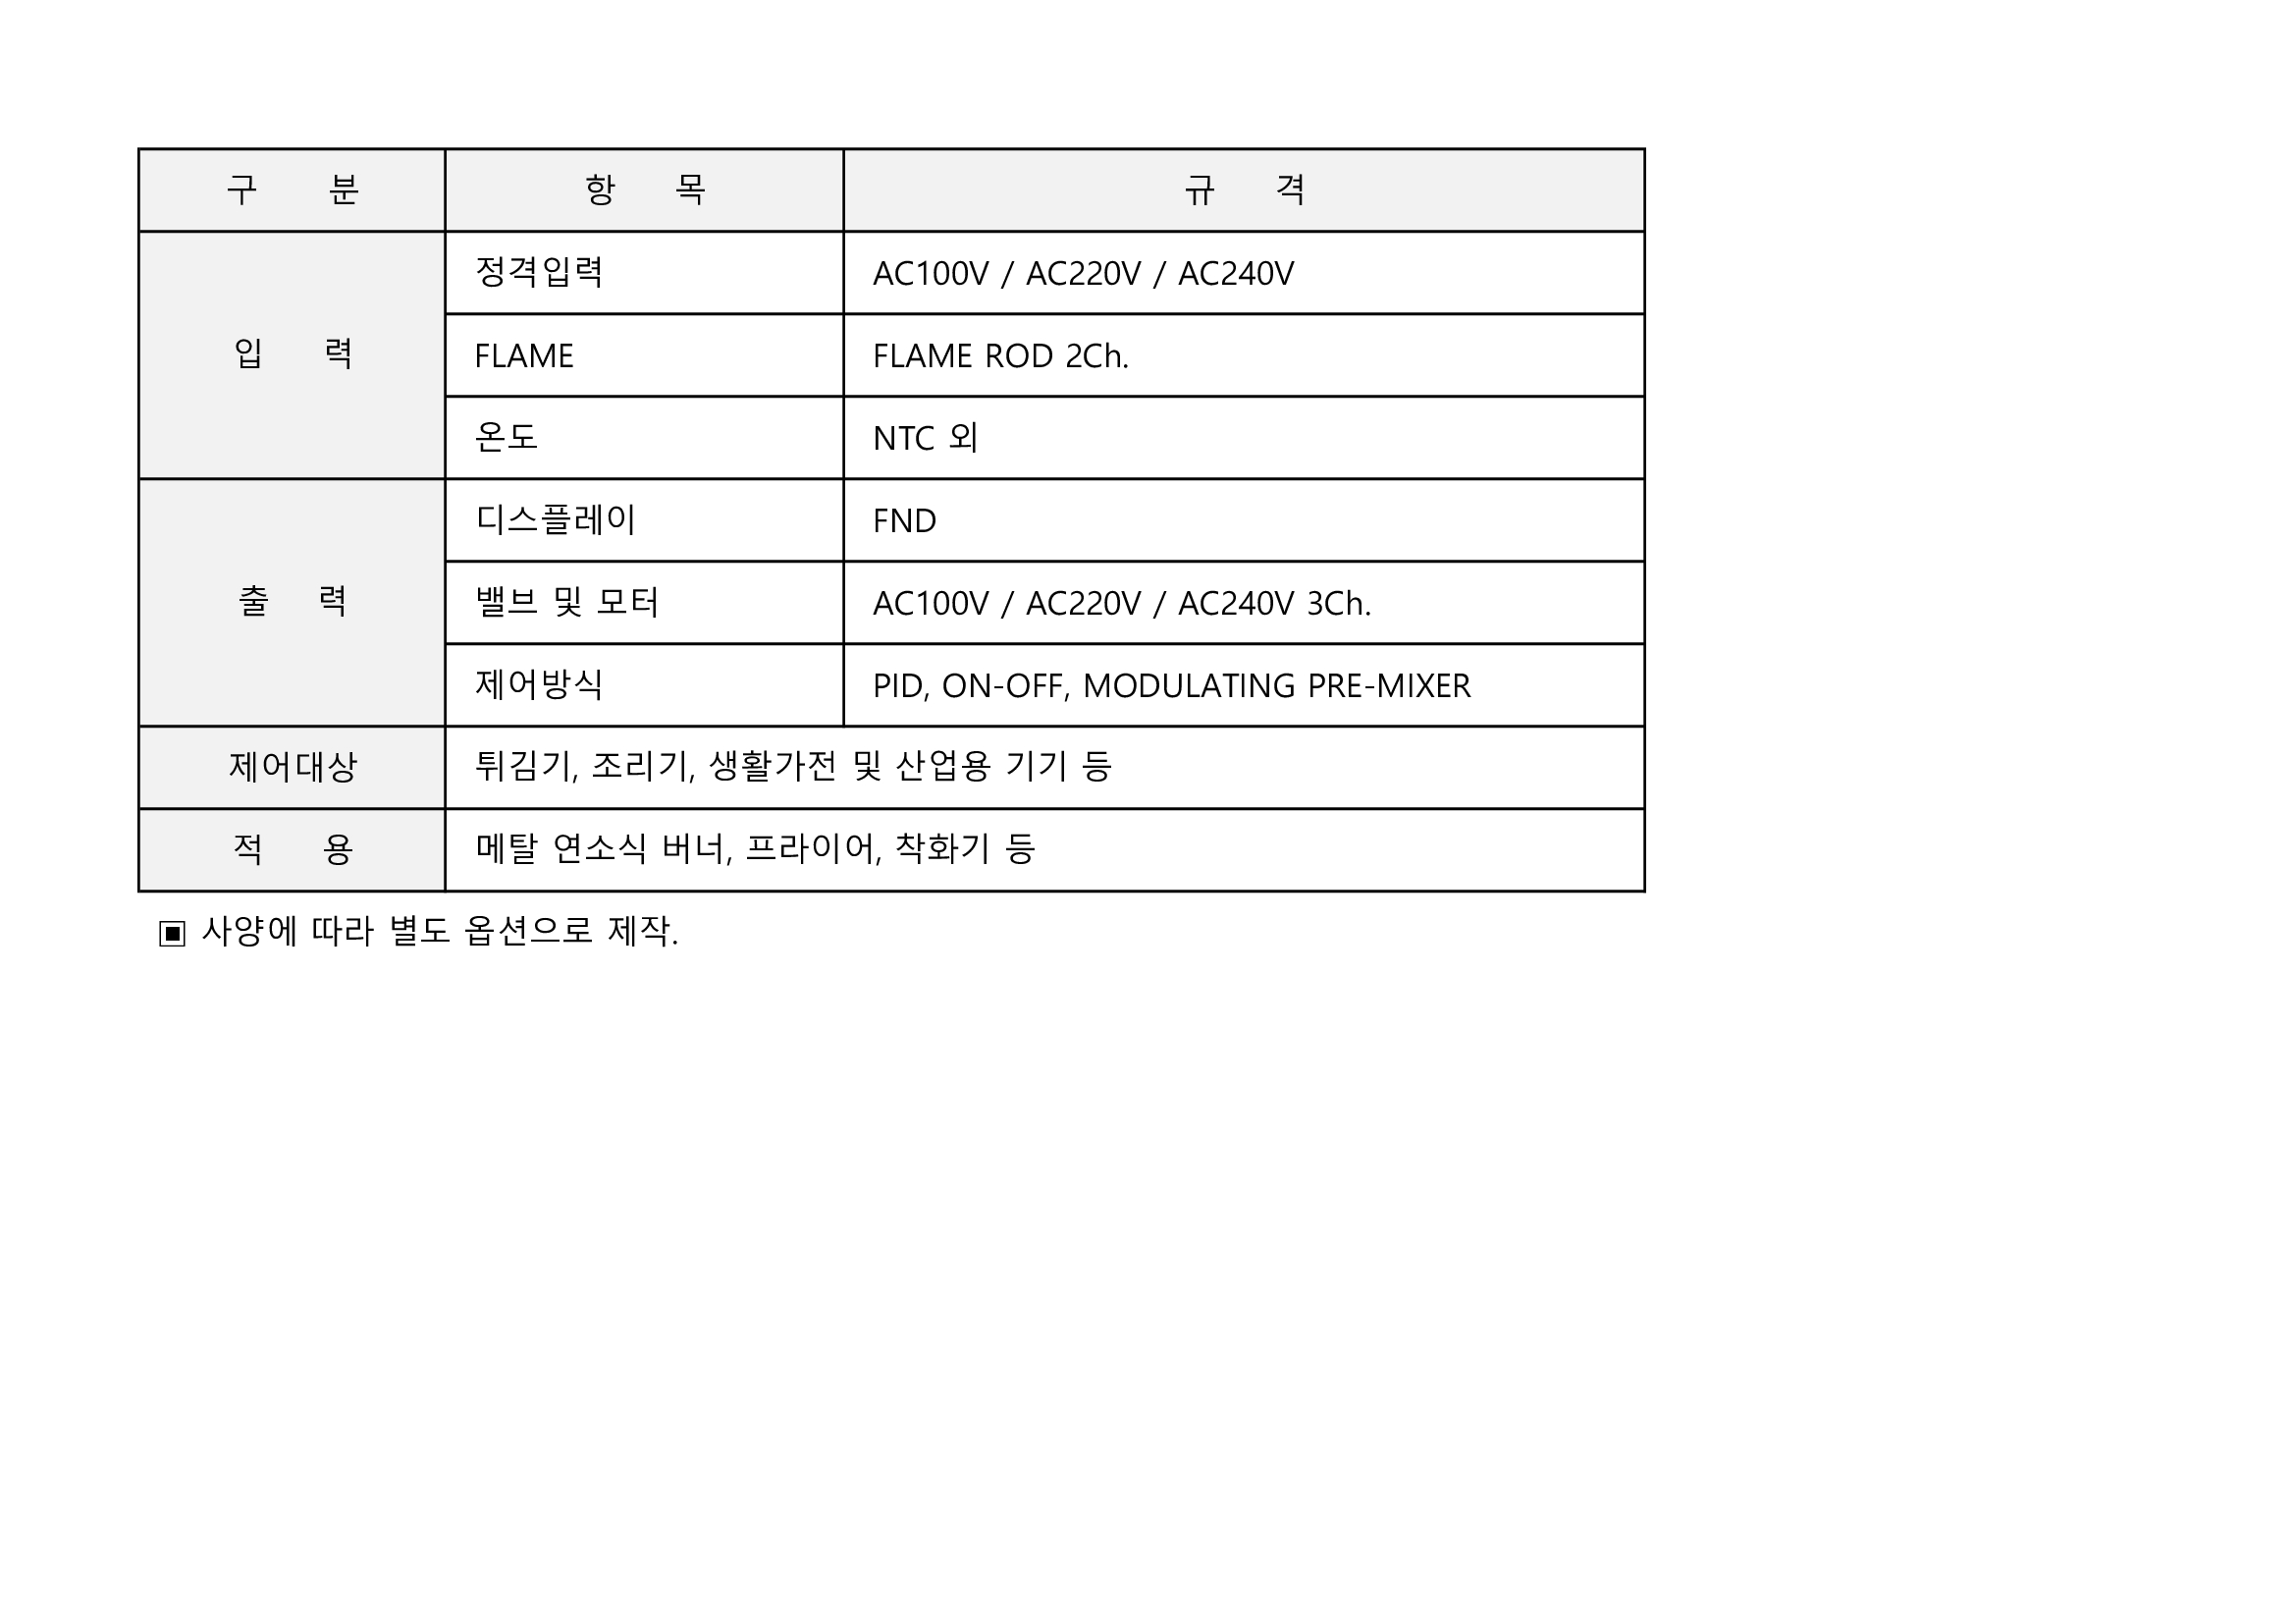 구 분 항 목 규 격
입 력 정격입력 AC100V / AC220V / AC240V
FLAME FLAME ROD 2Ch.
온도 NTC 외
출 력 디스플레이 FND
밸브 및 모터 AC100V / AC220V / AC240V 3Ch.
제어방식 PID, ON-OFF, MODULATING PRE-MIXER
제어대상 튀김기, 조리기, 생활가전 및 산업용 기기 등
적 용 메탈 연소식 버너, 프라이어, 착화기 등
▣ 사양에 따라 별도 옵션으로 제작.